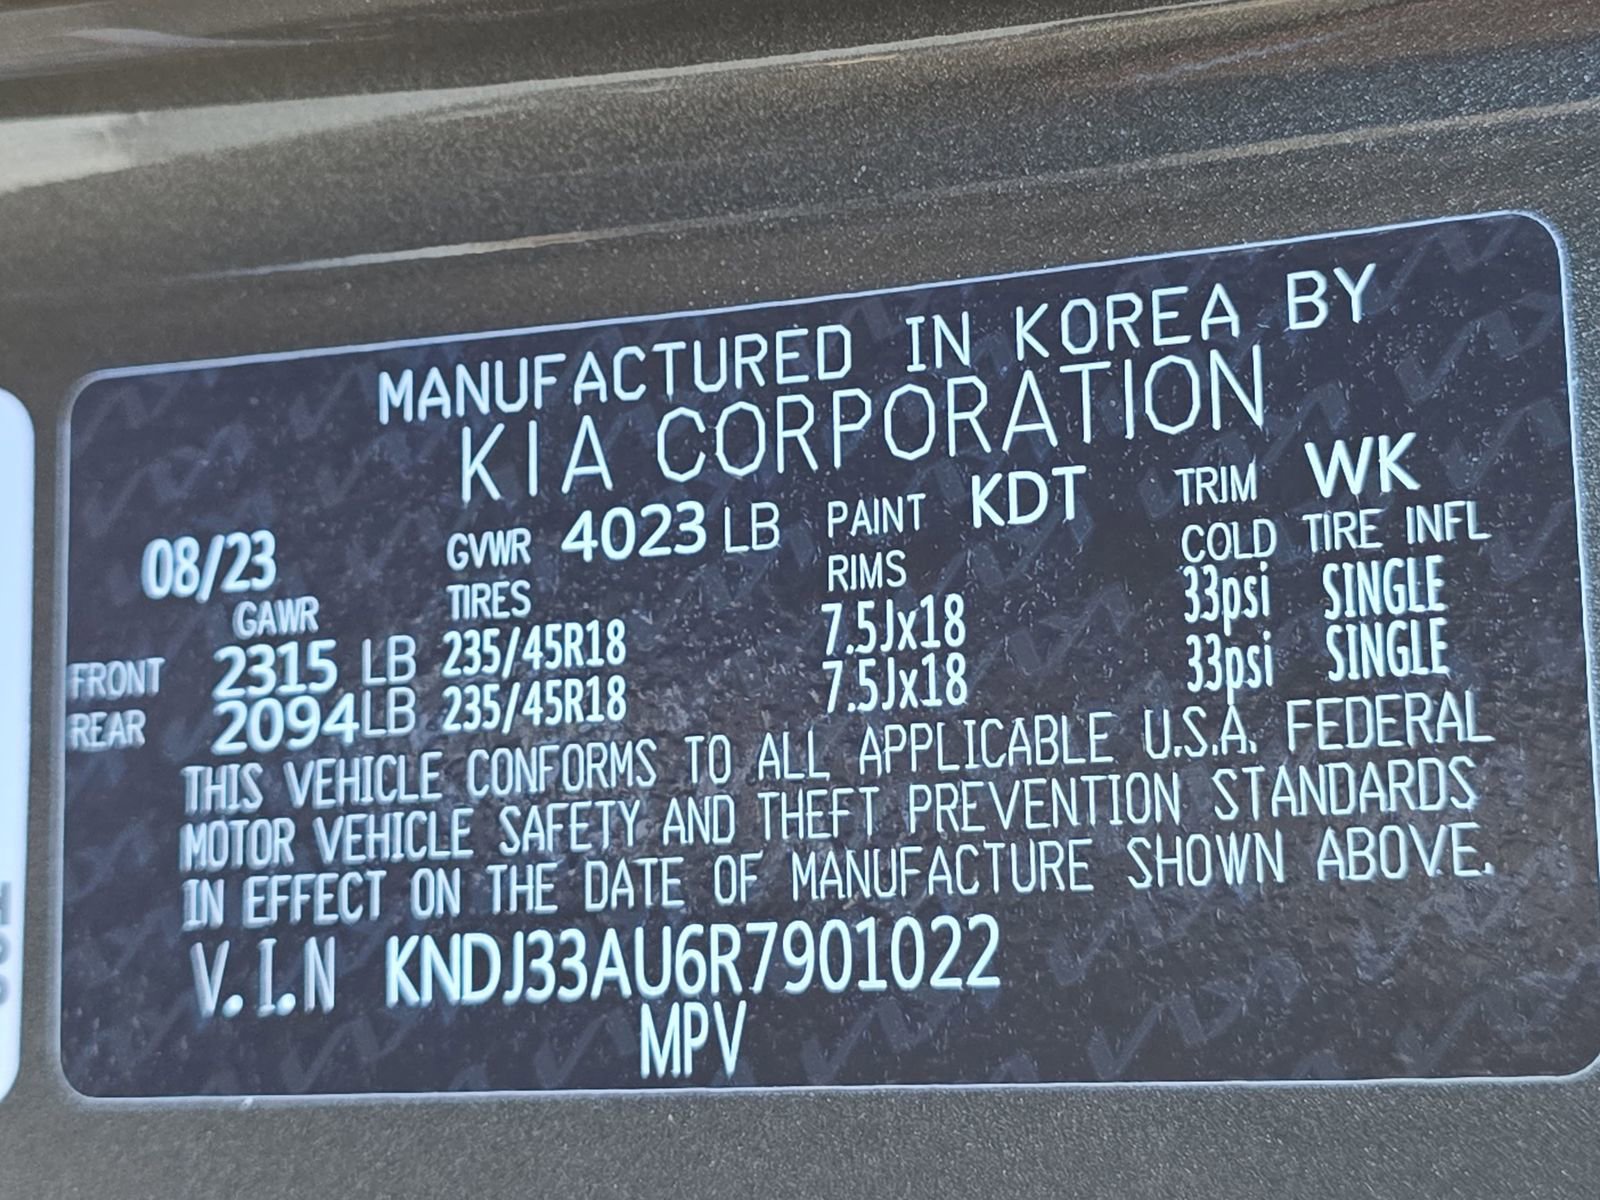 MANUFACTURED IN KOREA BY
KIA CORPORATION
08/23 GVWR 4023 LB PAINT KDT TRIM WK
GAWR TIRES RIMS COLD TIRE INFL
FRONT 2315 LB 235/45R18 7.5Jx18 33psi SINGLE
REAR 2094 LB 235/45R18 7.5Jx18 33psi SINGLE
THIS VEHICLE CONFORMS TO ALL APPLICABLE U.S.A. FEDERAL
MOTOR VEHICLE SAFETY AND THEFT PREVENTION STANDARDS
IN EFFECT ON THE DATE OF MANUFACTURE SHOWN ABOVE.
V.I.N KNDJ33AU6R7901022
MPV